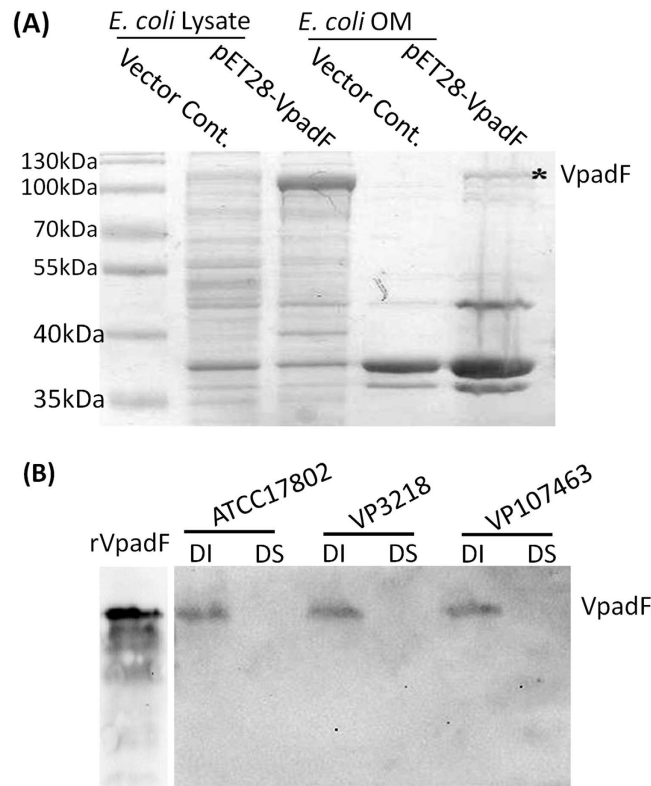 (A)
E. coli Lysate
E. coli OM
Vector Cont.
pET28-VpadF
Vector Cont.
pET28-VpadF
130kDa
100kDa
70kDa
55kDa
40kDa
35kDa
* VpadF
(B)
ATCC17802
VP3218
VP107463
rVpadF
DI DS DI DS DI DS
VpadF